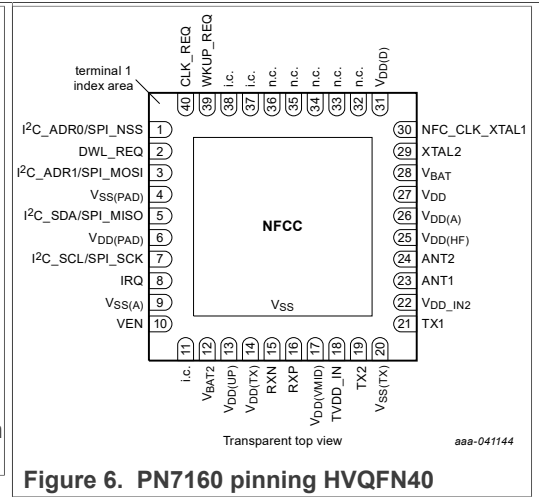 terminal 1
index area
40 CLK_REQ
39 WKUP_REQ
38 i.c.
37 i.c.
36 n.c.
35 n.c.
34 n.c.
33 n.c.
32 n.c.
31 VDD(D)
I²C_ADR0/SPI_NSS 1
DWL_REQ 2
I²C_ADR1/SPI_MOSI 3
VSS(PAD) 4
I²C_SDA/SPI_MISO 5
VDD(PAD) 6
I²C_SCL/SPI_SCK 7
IRQ 8
VSS(A) 9
VEN 10
NFCC
VSS
30 NFC_CLK_XTAL1
29 XTAL2
28 VBAT
27 VDD
26 VDD(A)
25 VDD(HF)
24 ANT2
23 ANT1
22 VDD_IN2
21 TX1
11 i.c.
12 VBAT2
13 VDD(UP)
14 VDD(TX)
15 RXN
16 RXP
17 VDD(VMID)
18 TVDD_IN
19 TX2
20 VSS(TX)
Transparent top view
aaa-041144
Figure 6. PN7160 pinning HVQFN40